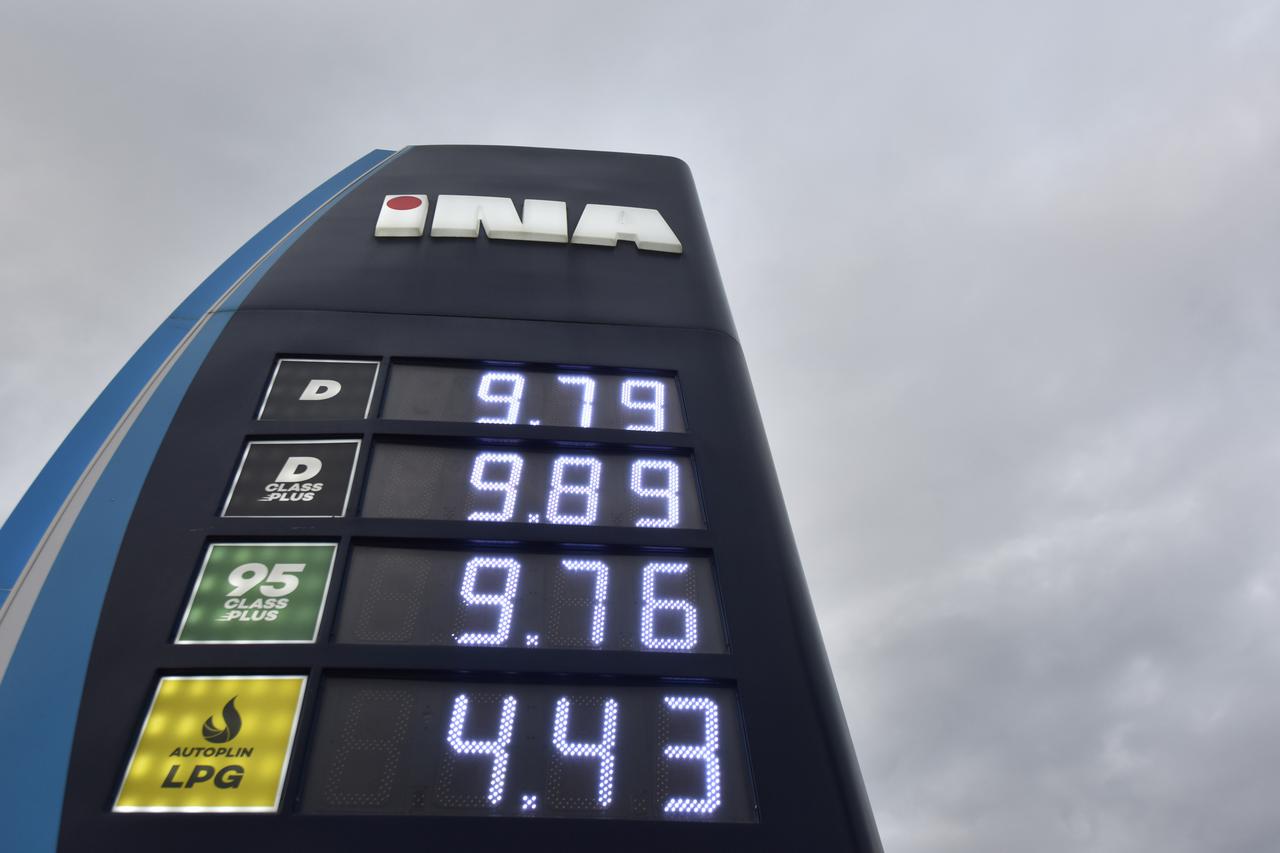 iNA
D 9.79
D CLASS PLUS 9.89
95 CLASS PLUS 9.76
AUTOPLIN LPG 4.43